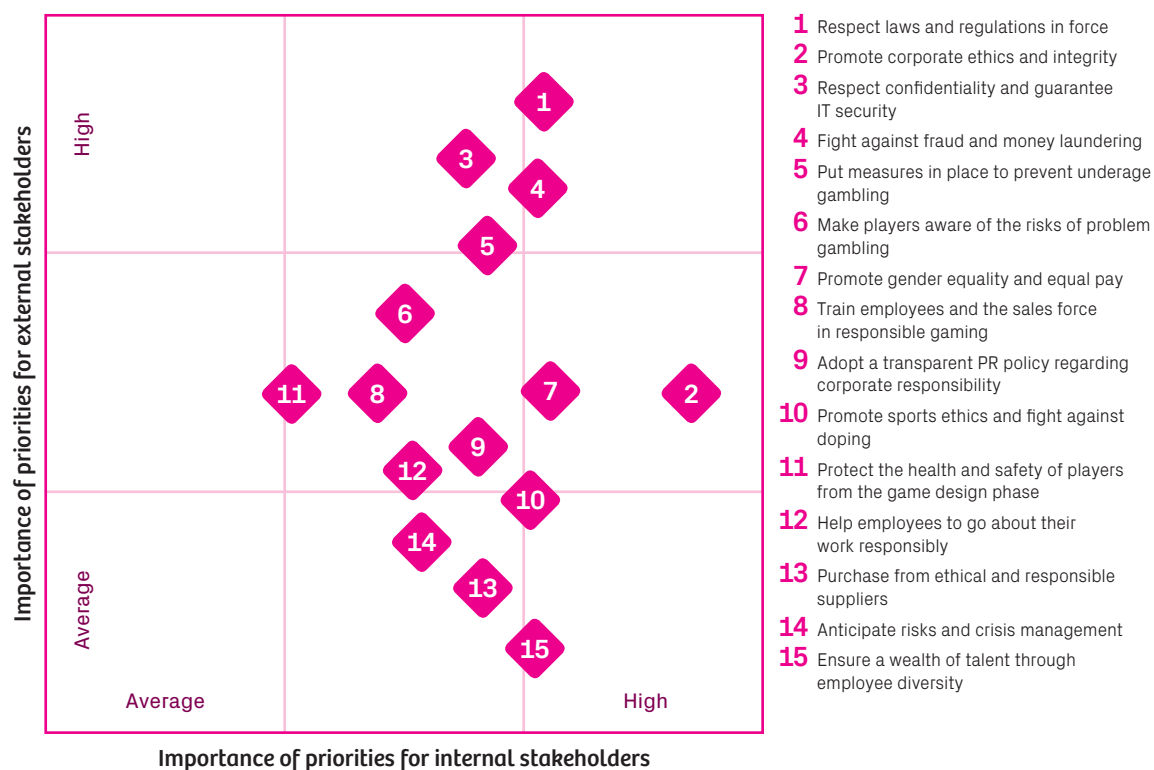 High
Average
Importance of priorities for external stakeholders
1
3
4
5
6
11
8
7
2
9
12
10
14
13
15
Average
High
Importance of priorities for internal stakeholders
1 Respect laws and regulations in force
2 Promote corporate ethics and integrity
3 Respect confidentiality and guarantee
IT security
4 Fight against fraud and money laundering
5 Put measures in place to prevent underage
gambling
6 Make players aware of the risks of problem
gambling
7 Promote gender equality and equal pay
8 Train employees and the sales force
in responsible gaming
9 Adopt a transparent PR policy regarding
corporate responsibility
10 Promote sports ethics and fight against
doping
11 Protect the health and safety of players
from the game design phase
12 Help employees to go about their
work responsibly
13 Purchase from ethical and responsible
suppliers
14 Anticipate risks and crisis management
15 Ensure a wealth of talent through
employee diversity